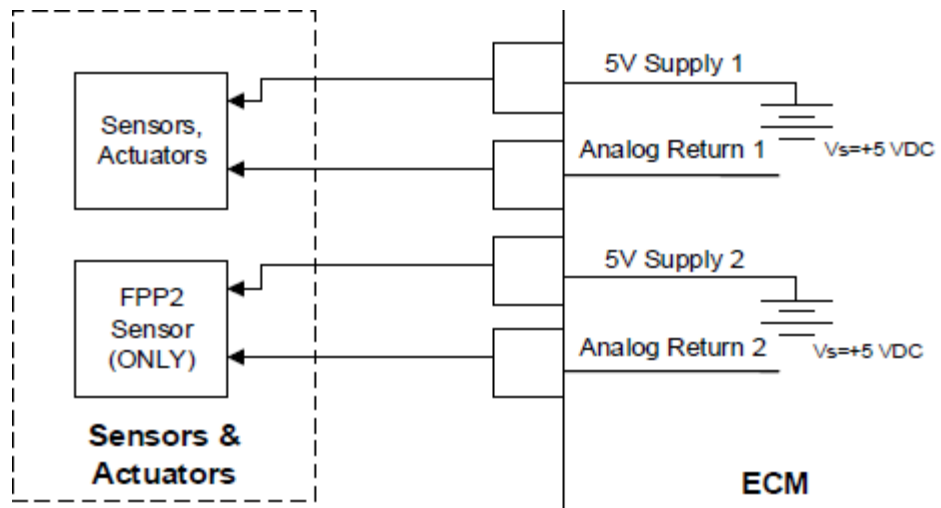 Sensors,
Actuators
FPP2
Sensor
(ONLY)
Sensors &
Actuators
5V Supply 1
Analog Return 1
Vs=+5 VDC
5V Supply 2
Analog Return 2
Vs=+5 VDC
ECM